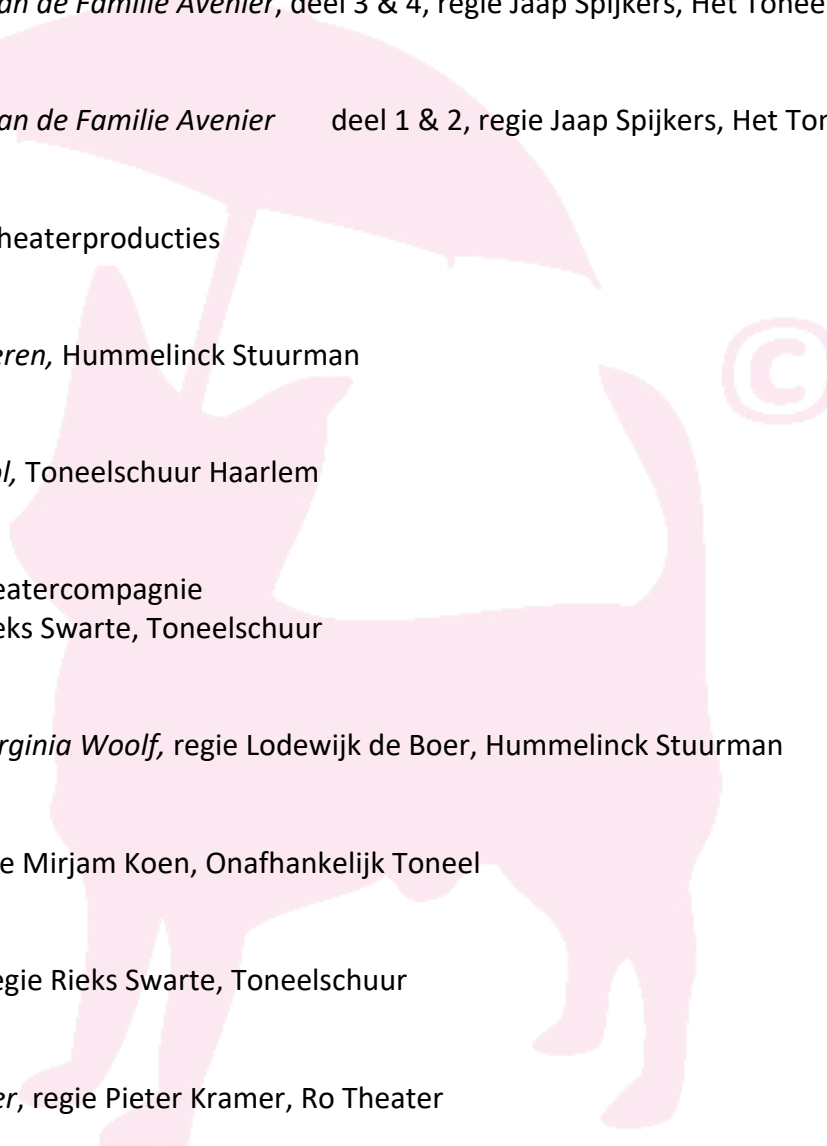 an de Familie Avenier, deel 3 & 4, regie Jaap Spijkers, Het Tonee
an de Familie Avenier deel 1 & 2, regie Jaap Spijkers, Het Ton
heaterproducties
eren, Hummelinck Stuurman
©
ol, Toneelschuur Haarlem
eatercompagnie
eks Swarte, Toneelschuur
rginia Woolf, regie Lodewijk de Boer, Hummelinck Stuurman
e Mirjam Koen, Onafhankelijk Toneel
egie Rieks Swarte, Toneelschuur
er, regie Pieter Kramer, Ro Theater